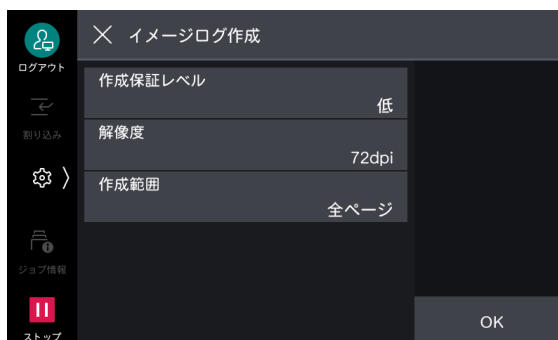 イメージログ作成
ログアウト
作成保証レベル
低
割り込み
解像度
72dpi
作成範囲
全ページ
ジョブ情報
ストップ
OK